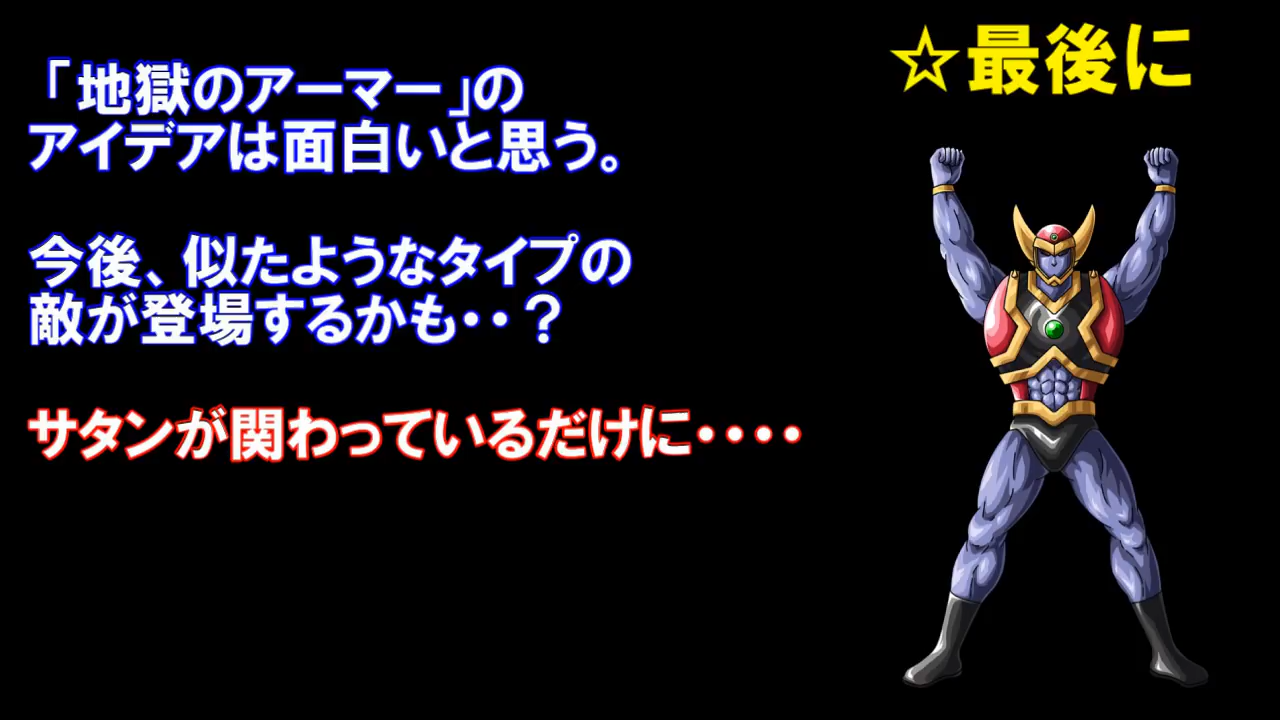 ☆最後に
「地獄のアーマー」の
アイデアは面白いと思う。
今後、似たようなタイプの
敵が登場するかも・・？
サタンが関わっているだけに・・・・